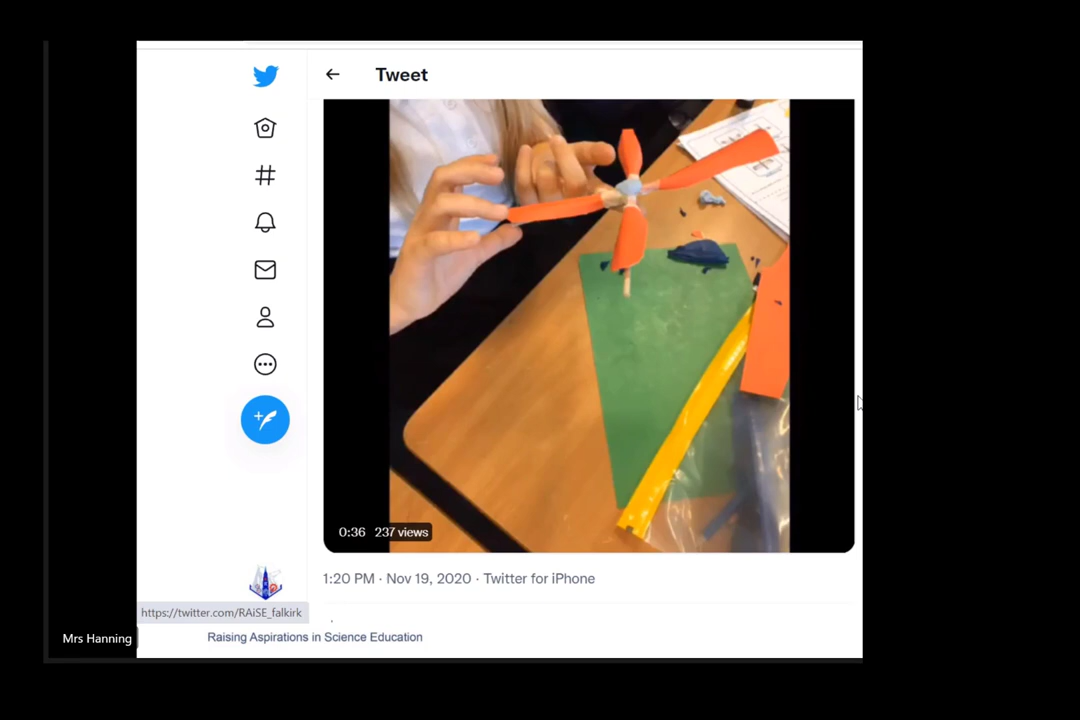 Tweet
0:36 237 views
1:20 PM · Nov 19, 2020 · Twitter for iPhone
https://twitter.com/RAiSE_falkirk
Mrs Hanning
Raising Aspirations in Science Education